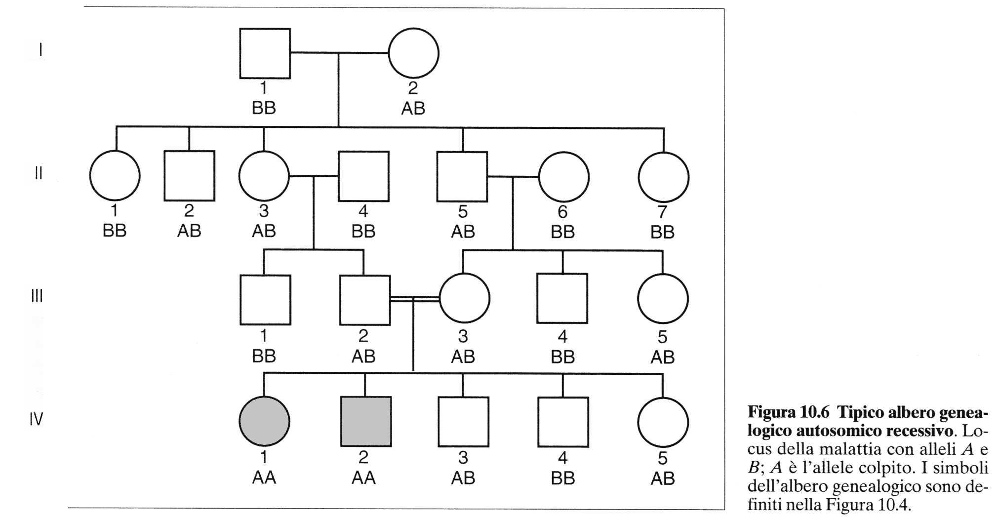 I
1
2
BB
AB
II
1
2
3
4
5
6
7
BB
AB
AB
BB
AB
BB
BB
III
1
2
3
4
5
BB
AB
AB
BB
AB
IV
1
2
3
4
5
AA
AA
AB
BB
AB
Figura 10.6 Tipico albero genea-
logico autosomico recessivo. Lo-
cus della malattia con alleli A e
B; A è l'allele colpito. I simboli
dell'albero genealogico sono de-
finiti nella Figura 10.4.